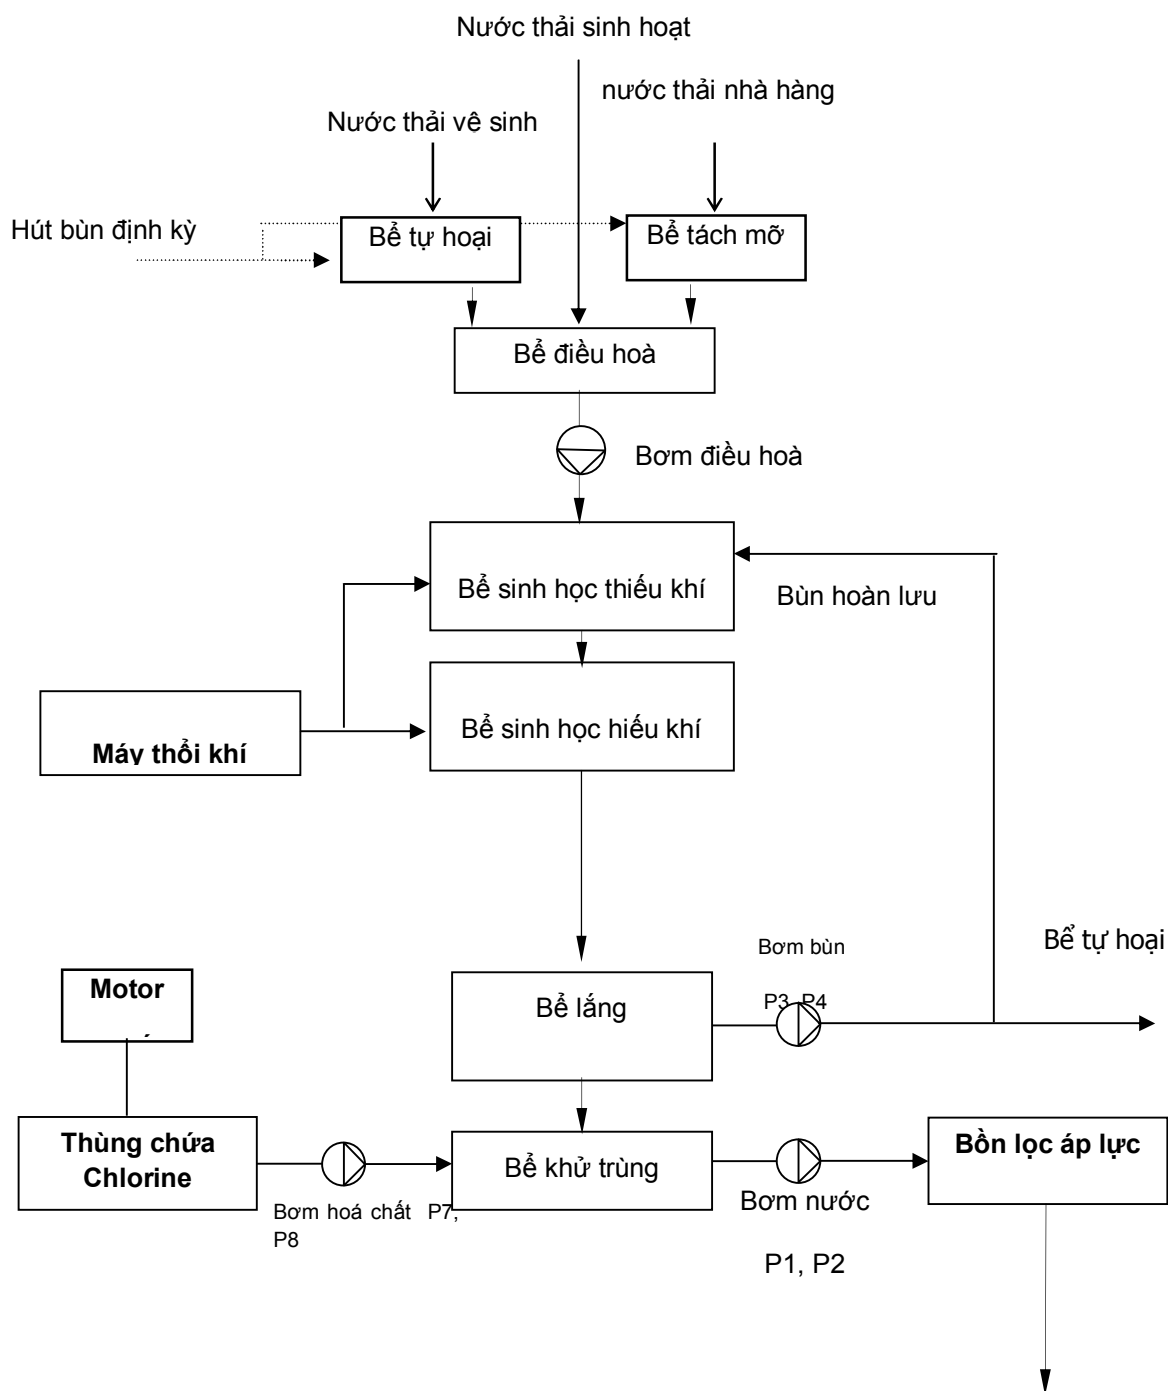 Nước thải sinh hoạt
nước thải nhà hàng
Nước thải vê sinh
Hút bùn định kỳ
Bể tự hoại
Bể tách mỡ
Bể điều hoà
Bơm điều hoà
Bể sinh học thiếu khí
Bùn hoàn lưu
Bể sinh học hiếu khí
Máy thổi khí
Bể tự hoại
Bơm bùn
P3, P4
Motor
Bể lắng
Thùng chứa
Chlorine
Bơm hoá chất P7,
P8
Bể khử trùng
Bơm nước
P1, P2
Bồn lọc áp lực